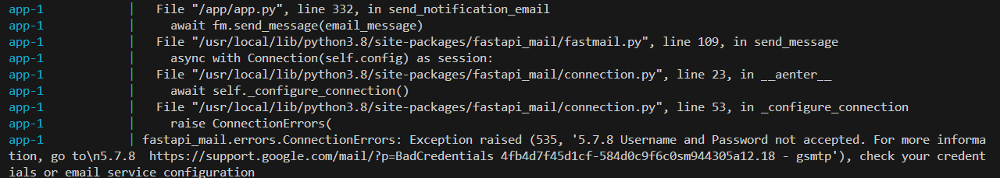 app-1 | File "/app/app.py", line 332, in send_notification_email
app-1 | await fm.send_message(email_message)
app-1 | File "/usr/local/lib/python3.8/site-packages/fastapi_mail/fastmail.py", line 109, in send_message
app-1 | async with Connection(self.config) as session:
app-1 | File "/usr/local/lib/python3.8/site-packages/fastapi_mail/connection.py", line 23, in __aenter__
app-1 | await self._configure_connection()
app-1 | File "/usr/local/lib/python3.8/site-packages/fastapi_mail/connection.py", line 53, in _configure_connection
app-1 | raise ConnectionErrors(
app-1 | fastapi_mail.errors.ConnectionErrors: Exception raised (535, '5.7.8 Username and Password not accepted. For more informa
tion, go to\n5.7.8  https://support.google.com/mail/?p=BadCredentials 4fb4d7f45d1cf-584d0c9f6c0sm944305a12.18 - gsmtp'), check your credent
ials or email service configuration